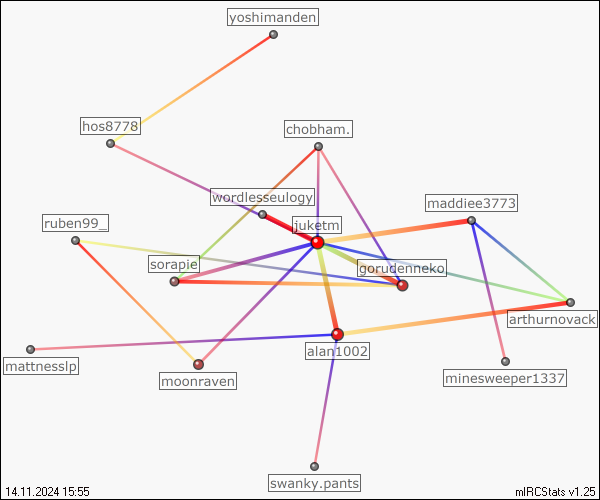 yoshimanden
hos8778
chobham.
wordlesseulogy
maddiee3773
ruben99_
juketm
sorapie
gorudenneko
arthurnovack
alan1002
mattnesslp
moonraven
minesweeper1337
swanky.pants
14.11.2024 15:55
mIRCStats v1.25